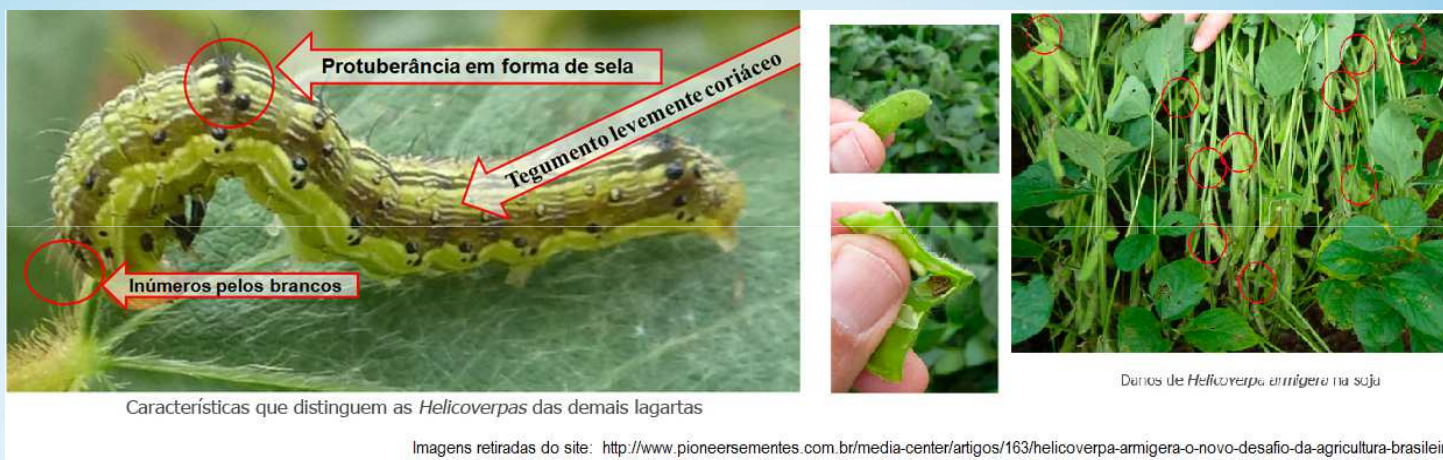 Protuberância em forma de sela
Tegumento levemente coriáceo
Inúmeros pelos brancos
Características que distinguem as Helicoverpas das demais lagartas
Danos de Helicoverpa armigera na soja
Imagens retiradas do site: http://www.pioneersementes.com.br/media-center/artigos/163/helicoverpa-armigera-o-novo-desafio-da-agricultura-brasilei